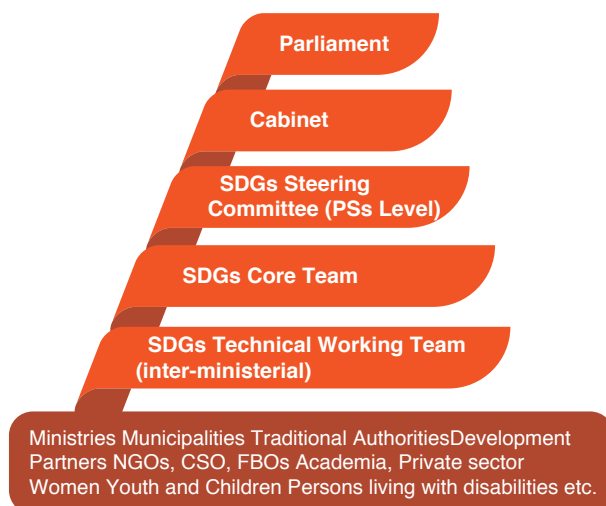 Parliament
Cabinet
SDGs Steering
Committee (PSs Level)
SDGs Core Team
SDGs Technical Working Team
(inter-ministerial)
Ministries Municipalities Traditional AuthoritiesDevelopment
Partners NGOs, CSO, FBOs Academia, Private sector
Women Youth and Children Persons living with disabilities etc.